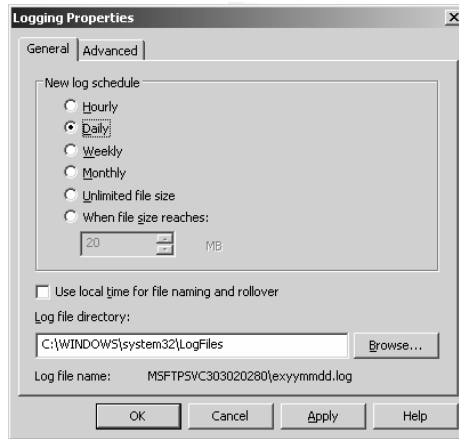 Logging Properties
General
Advanced
New log schedule
Hourly
Daily
Weekly
Monthly
Unlimited file size
When file size reaches:
20 MB
Use local time for file naming and rollover
Log file directory:
C:\WINDOWS\system32\LogFiles
Browse...
Log file name: MSFTPSVC303020280\exyymmdd.log
OK Cancel Apply Help